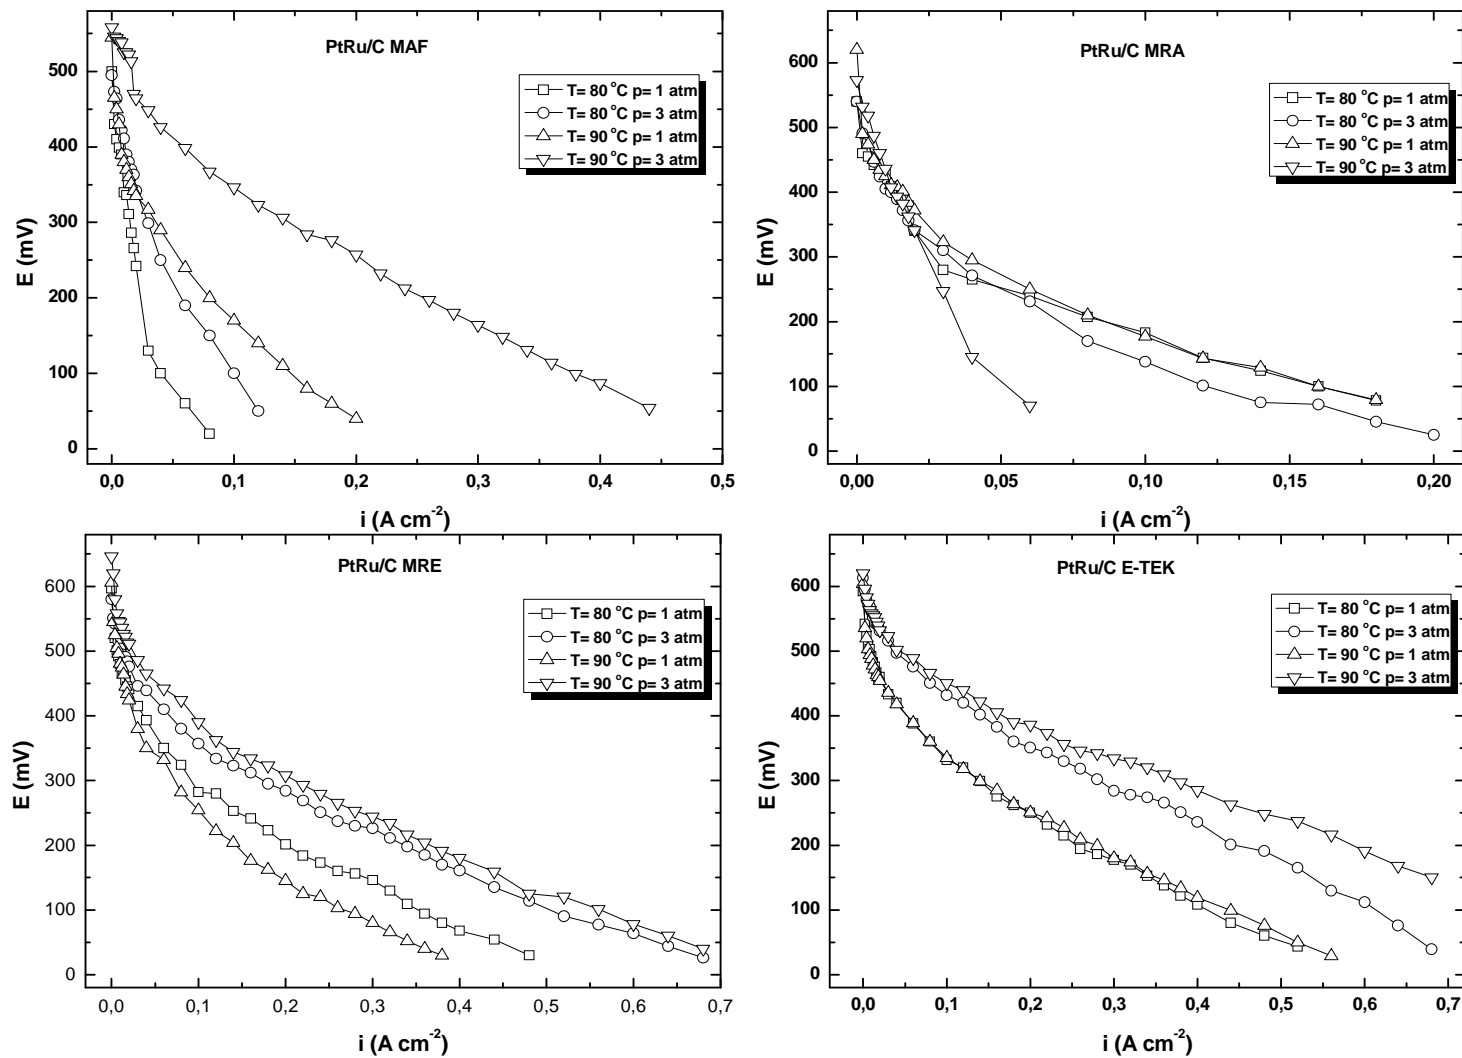 PtRu/C MAF
T= 80 °C p= 1 atm
T= 80 °C p= 3 atm
T= 90 °C p= 1 atm
T= 90 °C p= 3 atm
500
400
300
200
100
0
E (mV)
0,0 0,1 0,2 0,3 0,4 0,5
i (A cm⁻²)
PtRu/C MRA
T= 80 °C p= 1 atm
T= 80 °C p= 3 atm
T= 90 °C p= 1 atm
T= 90 °C p= 3 atm
600
500
400
300
200
100
0
E (mV)
0,00 0,05 0,10 0,15 0,20
i (A cm⁻²)
PtRu/C MRE
T= 80 °C p= 1 atm
T= 80 °C p= 3 atm
T= 90 °C p= 1 atm
T= 90 °C p= 3 atm
600
500
400
300
200
100
0
E (mV)
0,0 0,1 0,2 0,3 0,4 0,5 0,6 0,7
i (A cm⁻²)
PtRu/C E-TEK
T= 80 °C p= 1 atm
T= 80 °C p= 3 atm
T= 90 °C p= 1 atm
T= 90 °C p= 3 atm
600
500
400
300
200
100
0
E (mV)
0,0 0,1 0,2 0,3 0,4 0,5 0,6 0,7
i (A cm⁻²)